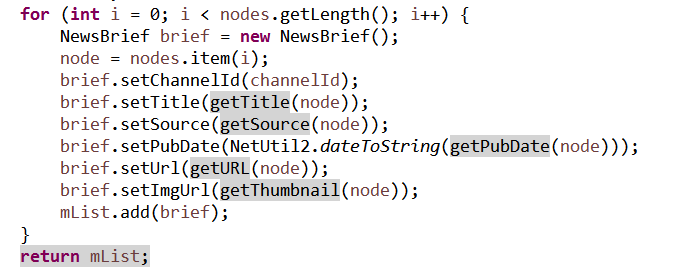 for (int i = 0; i < nodes.getLength(); i++) {
    NewsBrief brief = new NewsBrief();
    node = nodes.item(i);
    brief.setChannelId(channelId);
    brief.setTitle(getTitle(node));
    brief.setSource(getSource(node));
    brief.setPubDate(NetUtil2.dateToString(getPubDate(node)));
    brief.setUrl(getURL(node));
    brief.setImgUrl(getThumbnail(node));
    mList.add(brief);
}
return mList;